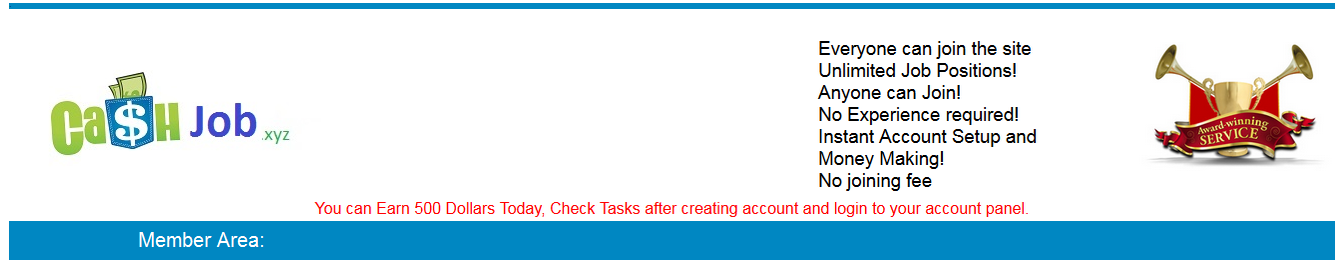 Ca$H Job.xyz
Everyone can join the site
Unlimited Job Positions!
Anyone can Join!
No Experience required!
Instant Account Setup and
Money Making!
No joining fee
Award-winning
SERVICE
You can Earn 500 Dollars Today, Check Tasks after creating account and login to your account panel.
Member Area: